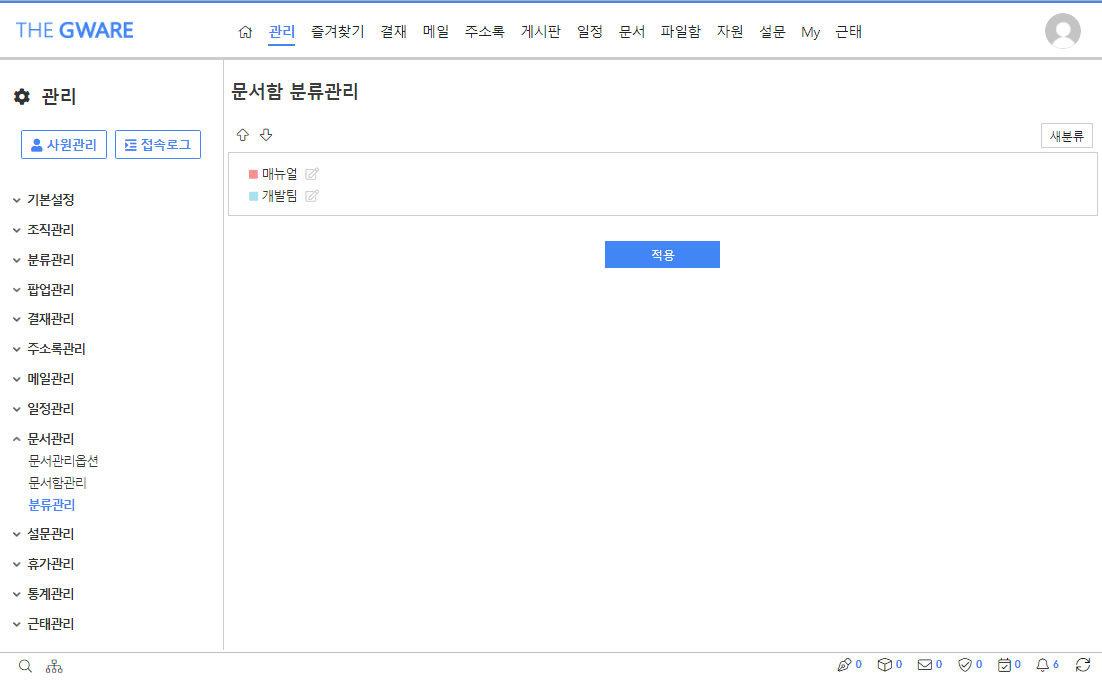 THE GWARE
관리 즐겨찾기 결재 메일 주소록 게시판 일정 문서 파일함 자원 설문 My 근태
관리
사원관리 접속로그
기본설정
조직관리
분류관리
팝업관리
결재관리
주소록관리
메일관리
일정관리
문서관리
문서관리옵션
문서함관리
분류관리
설문관리
휴가관리
통계관리
근태관리
문서함 분류관리
새분류
매뉴얼
개발팀
적용
0 0 0 0 0 6